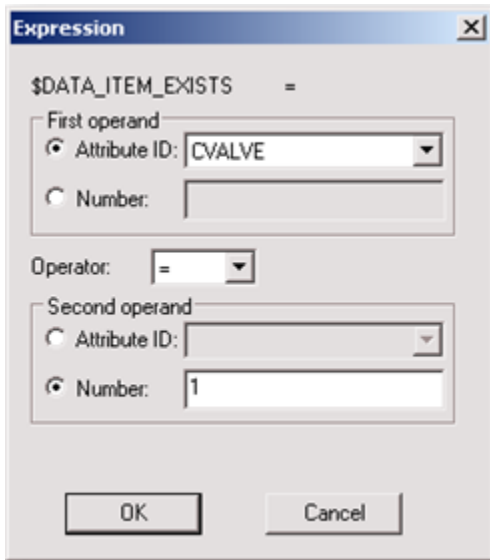 Expression
$DATA_ITEM_EXISTS =
First operand
Attribute ID: CVALVE
Number:
Operator: =
Second operand
Attribute ID:
Number: 1
OK Cancel